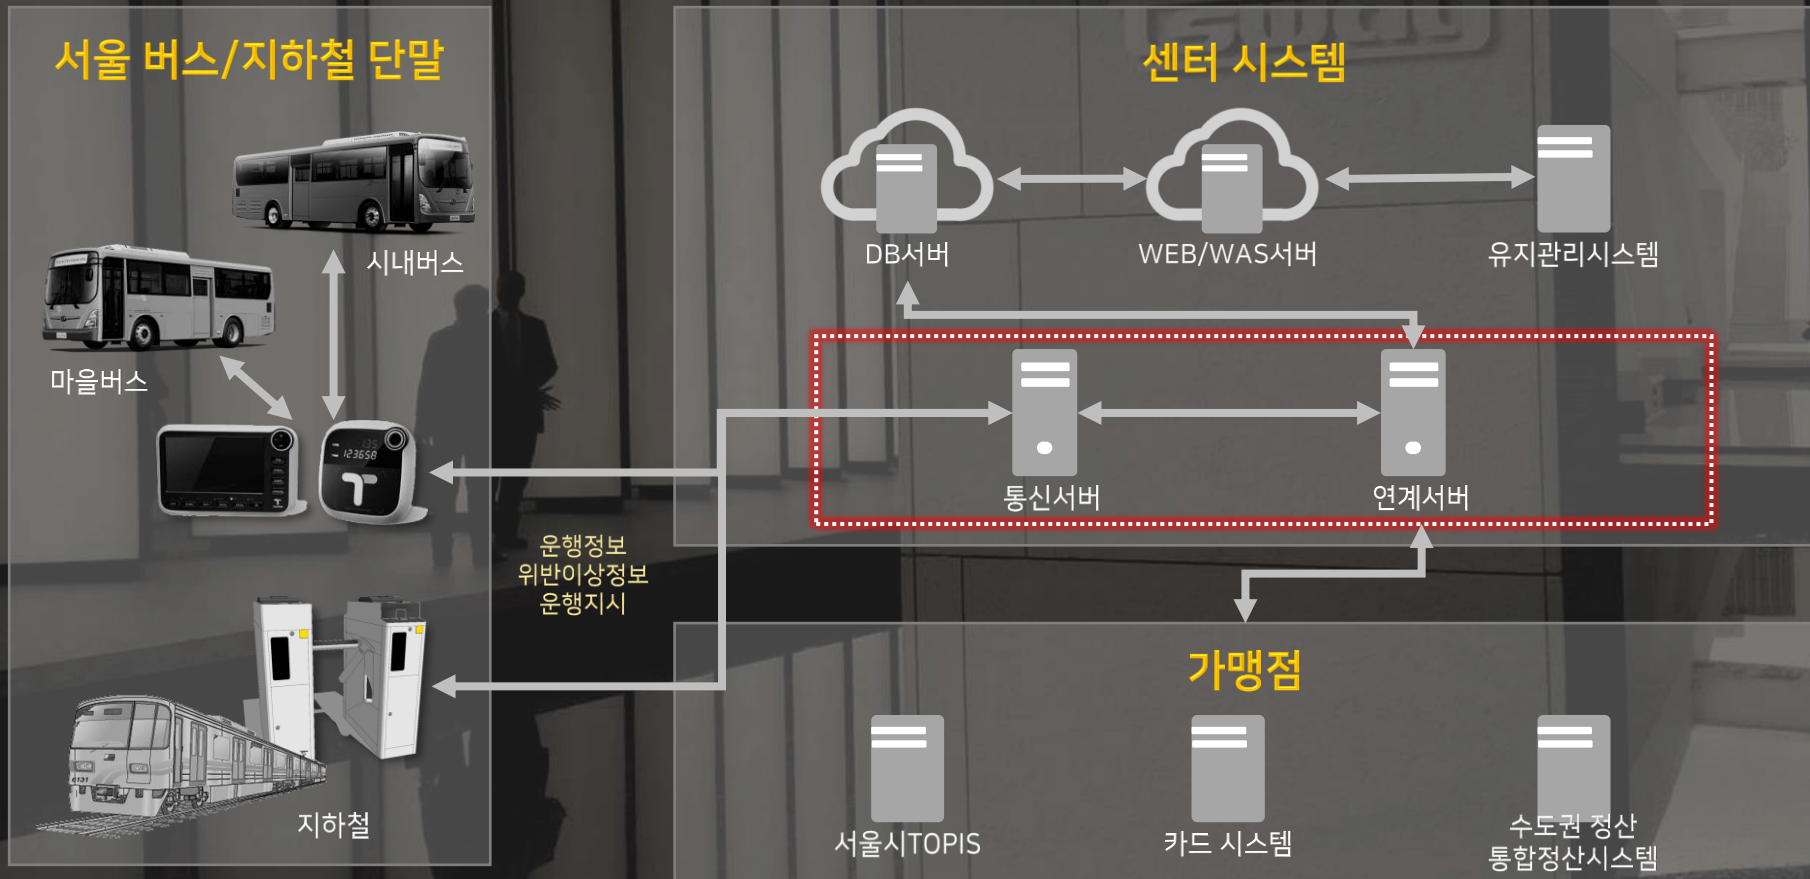 서울 버스/지하철 단말
시내버스
마을버스
123658
지하철
운행정보
위반이상정보
운행지시
센터 시스템
DB서버
WEB/WAS서버
유지관리시스템
통신서버
연계서버
가맹점
서울시TOPIS
카드 시스템
수도권 정산
통합정산시스템